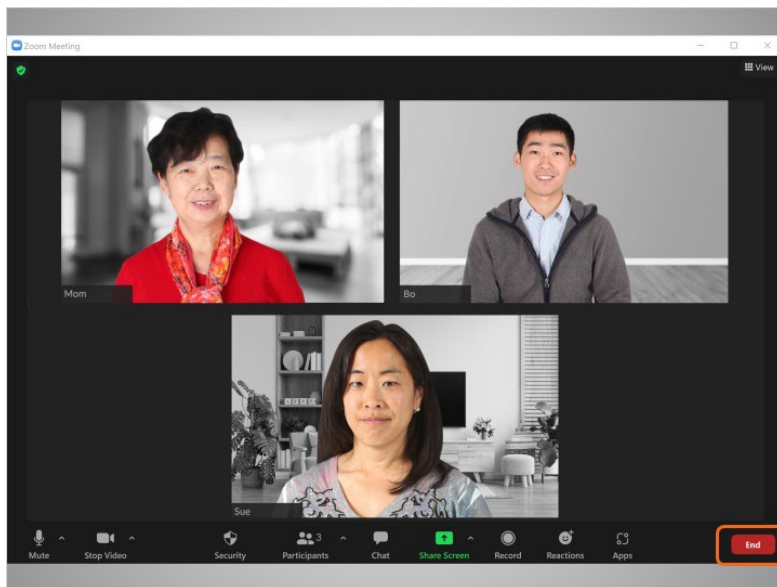 Zoom Meeting
View
Mom
Bo
Sue
Mute
Stop Video
Security
3
Participants
Chat
Share Screen
Record
Reactions
Apps
End